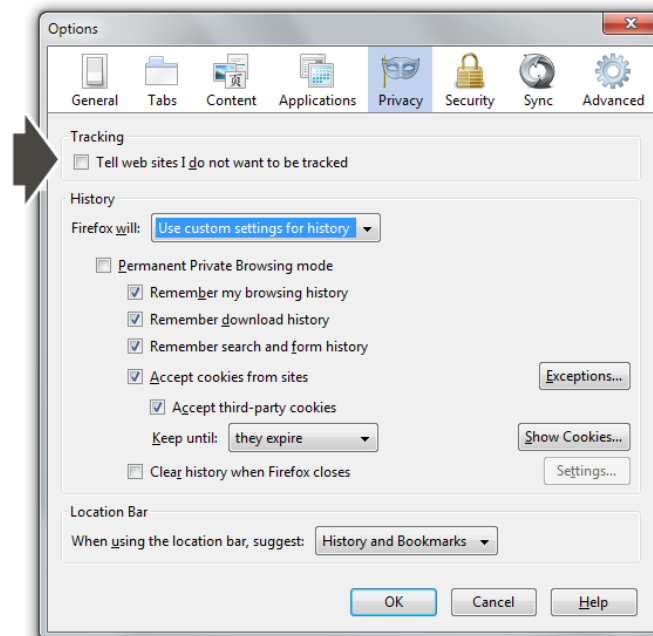 Options
General Tabs Content Applications Privacy Security Sync Advanced
Tracking
Tell web sites I do not want to be tracked
History
Firefox will: Use custom settings for history
Permanent Private Browsing mode
Remember my browsing history
Remember download history
Remember search and form history
Accept cookies from sites Exceptions...
Accept third-party cookies
Keep until: they expire Show Cookies...
Clear history when Firefox closes Settings...
Location Bar
When using the location bar, suggest: History and Bookmarks
OK Cancel Help